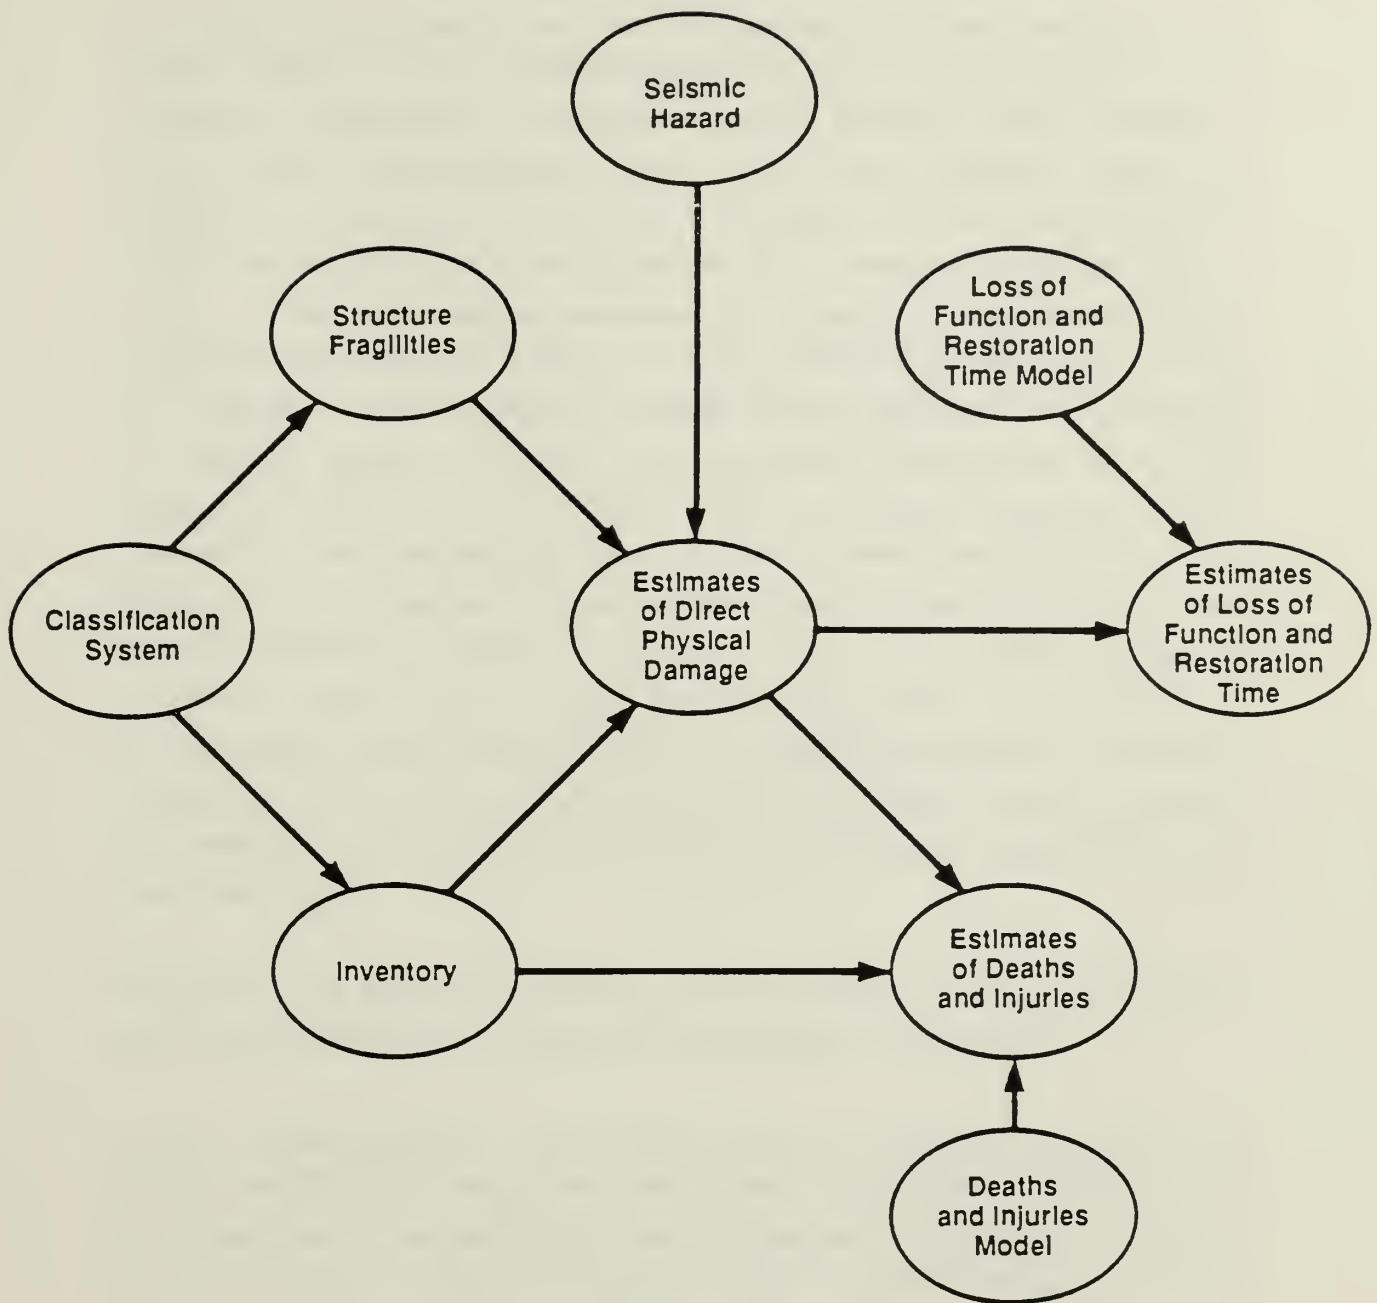 Seismic
Hazard
Structure
Fragilities
Loss of
Function and
Restoration
Time Model
Classification
System
Estimates
of Direct
Physical
Damage
Estimates
of Loss of
Function and
Restoration
Time
Inventory
Estimates
of Deaths
and Injuries
Deaths
and Injuries
Model